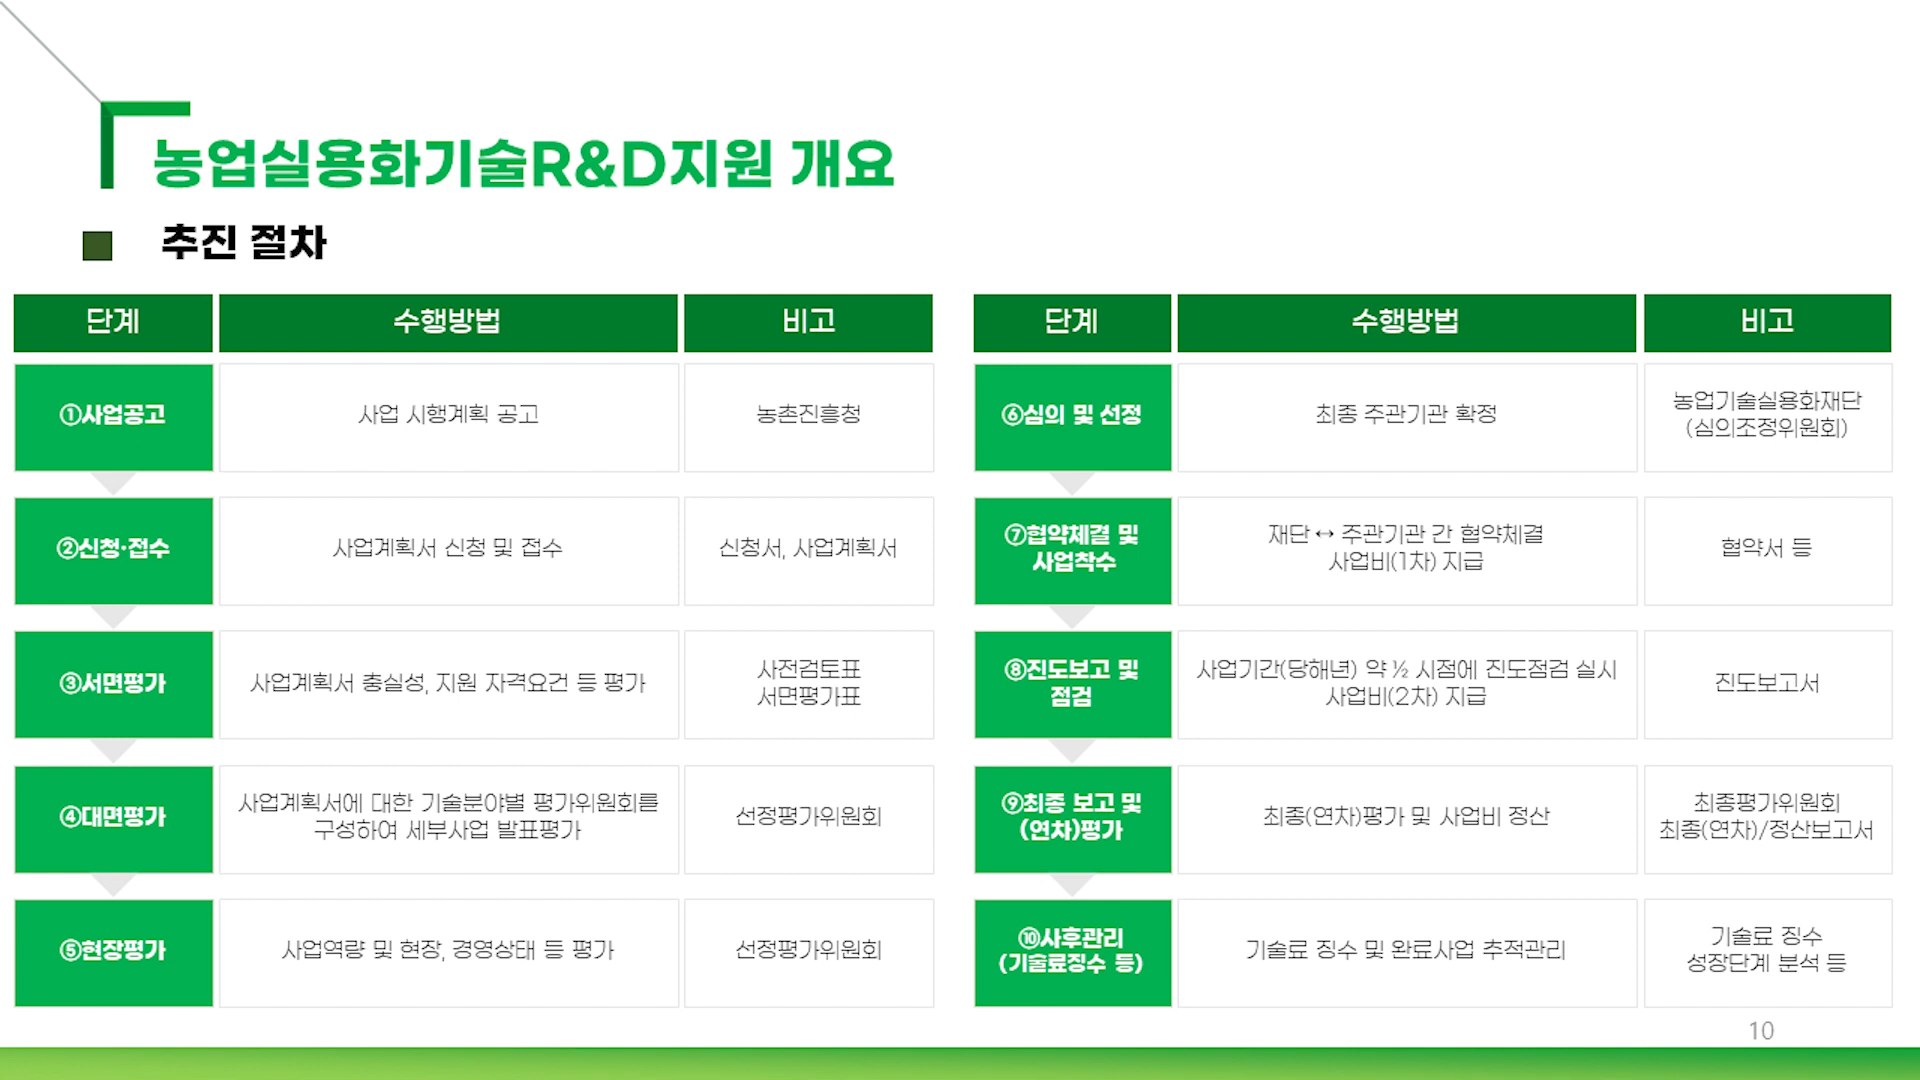 농업실용화기술R&D지원 개요
추진 절차
단계
수행방법
비고
①사업공고
사업 시행계획 공고
농촌진흥청
②신청·접수
사업계획서 신청 및 접수
신청서, 사업계획서
③서면평가
사업계획서 충실성, 지원 자격요건 등 평가
사전검토표
서면평가표
④대면평가
사업계획서에 대한 기술분야별 평가위원회를
구성하여 세부사업 발표평가
선정평가위원회
⑤현장평가
사업역량 및 현장, 경영상태 등 평가
선정평가위원회
단계
수행방법
비고
⑥심의 및 선정
최종 주관기관 확정
농업기술실용화재단
(심의조정위원회)
⑦협약체결 및
사업착수
재단 ↔ 주관기관 간 협약체결
사업비(1차) 지급
협약서 등
⑧진도보고 및
점검
사업기간(당해년) 약 ½ 시점에 진도점검 실시
사업비(2차) 지급
진도보고서
⑨최종 보고 및
(연차)평가
최종(연차)평가 및 사업비 정산
최종평가위원회
최종(연차)/정산보고서
⑩사후관리
(기술료징수 등)
기술료 징수 및 완료사업 추적관리
기술료 징수
성장단계 분석 등
10